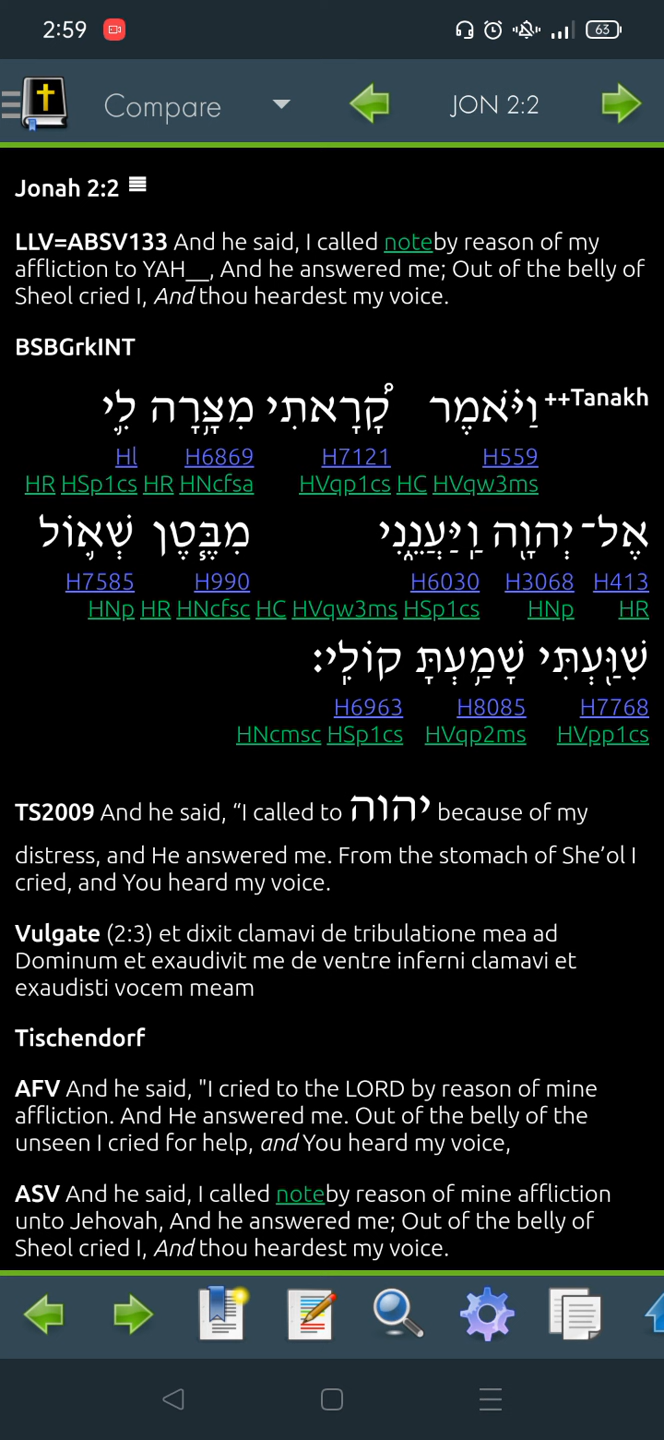 2:59 63
Compare JON 2:2
Jonah 2:2
LLV=ABSV133 And he said, I called noteby reason of my
affliction to YAH__, And he answered me; Out of the belly of
Sheol cried I, And thou heardest my voice.
BSBGrkINT
++Tanakh וַיֹּ֗אמֶר קָ֠רָאתִי מִצָּ֥רָה לִ֛י
Hl H6869 H7121 H559
HR HSp1cs HR HNcfsa HVqp1cs HC HVqw3ms
אֶל־ יְהוָ֖ה וַֽיַּעֲנֵ֑נִי מִבֶּ֧טֶן שְׁא֛וֹל
H7585 H990 H6030 H3068 H413
HNp HR HNcfsc HC HVqw3ms HSp1cs HNp HR
שִׁוַּ֖עְתִּי שָׁמַ֥עְתָּ קוֹלִֽי׃
H6963 H8085 H7768
HNcmsc HSp1cs HVqp2ms HVpp1cs
TS2009 And he said, “I called to יהוה because of my
distress, and He answered me. From the stomach of She’ol I
cried, and You heard my voice.
Vulgate (2:3) et dixit clamavi de tribulatione mea ad
Dominum et exaudivit me de ventre inferni clamavi et
exaudisti vocem meam
Tischendorf
AFV And he said, "I cried to the LORD by reason of mine
affliction. And He answered me. Out of the belly of the
unseen I cried for help, and You heard my voice,
ASV And he said, I called noteby reason of mine affliction
unto Jehovah, And he answered me; Out of the belly of
Sheol cried I, And thou heardest my voice.